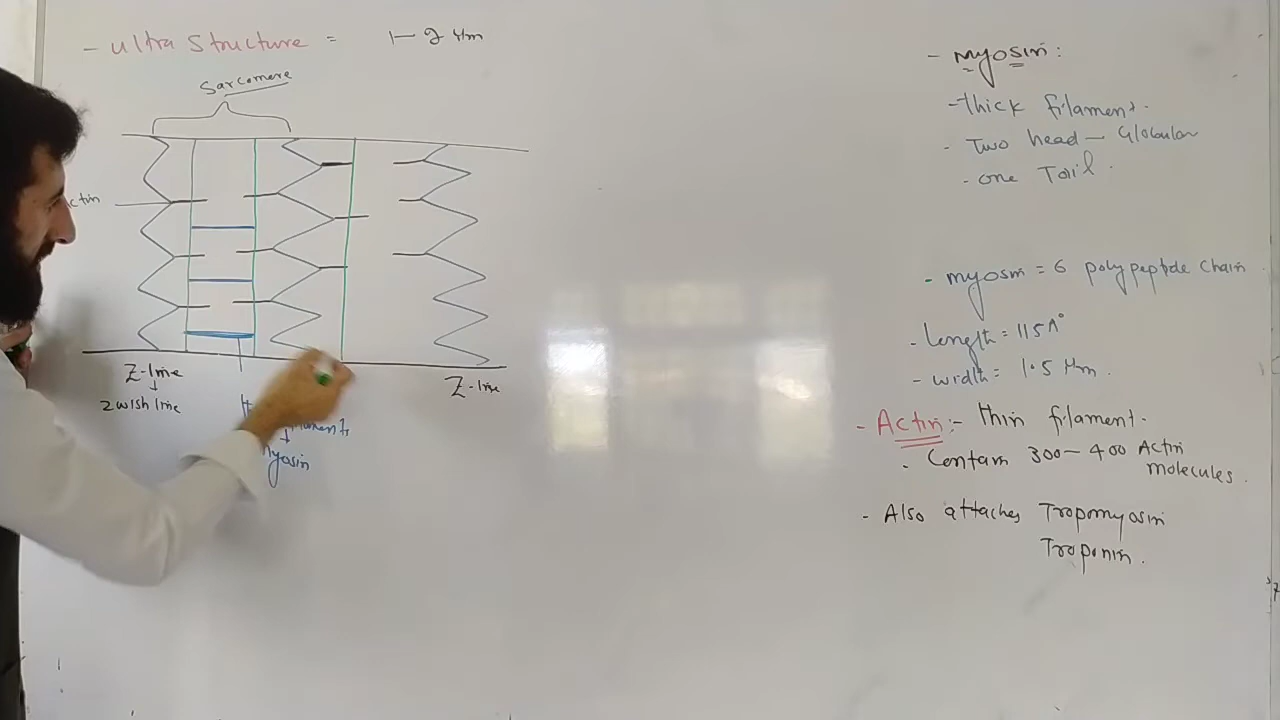 - Ultra Structure = 1-2 μm
Sarcomere
ctin
Z-line
Zwish line
Z-line
yosin
- myosin:
- thick filament.
- Two head - Globular
- one Tail.
- myosin = 6 polypeptide chain
- Length = 115 A°
- width = 1.5 μm.
- Actin:- thin filament.
- Contain 300-400 Actin
molecules.
- Also attaches Tropomyosin
Troponin.